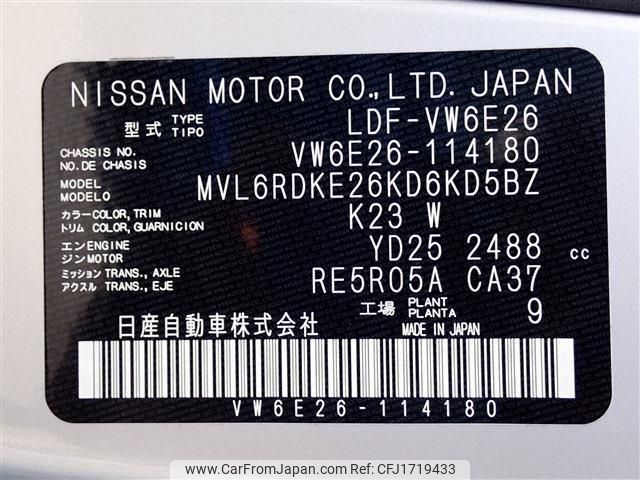 NISSAN MOTOR CO.,LTD. JAPAN
型式 TYPE TIPO LDF-VW6E26
CHASSIS NO. NO. DE CHASIS VW6E26-114180
MODEL MODELO MVL6RDKE26KD6KD5BZ
カラー COLOR, TRIM トリム COLOR, GUARNICION K23 W
エンジン ENGINE MOTOR YD25 2488 cc
ミッション TRANS., AXLE アクスル TRANS., EJE RE5R05A CA37
工場 PLANT PLANTA 9
日産自動車株式会社 MADE IN JAPAN
VW6E26-114180
www.CarFromJapan.com Photo ID: CFJ1719433